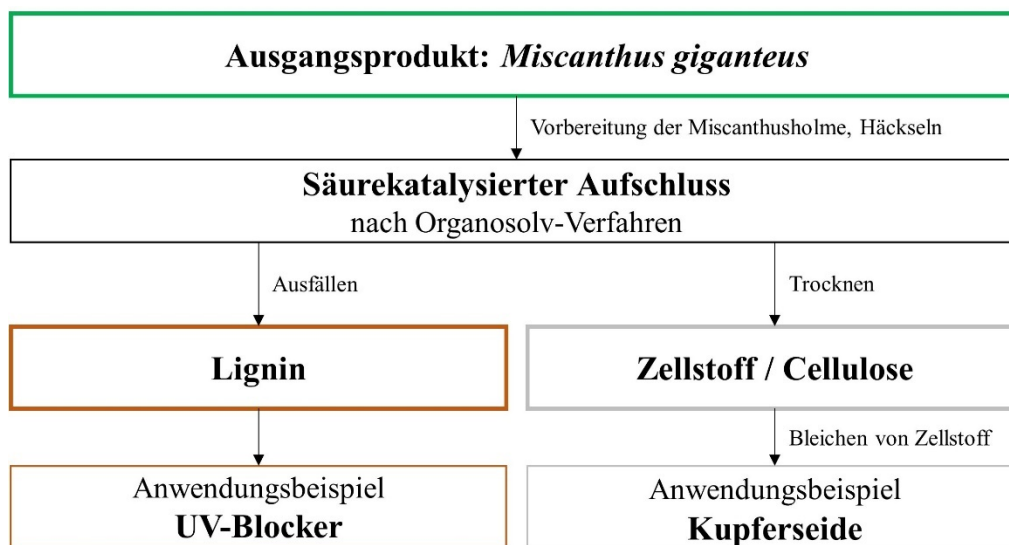 Ausgangsprodukt: Miscanthus giganteus
Vorbereitung der Miscanthusholme, Häckseln
Säurekatalysierter Aufschluss
nach Organosolv-Verfahren
Ausfällen
Trocknen
Lignin
Zellstoff / Cellulose
Bleichen von Zellstoff
Anwendungsbeispiel
UV-Blocker
Anwendungsbeispiel
Kupferseide